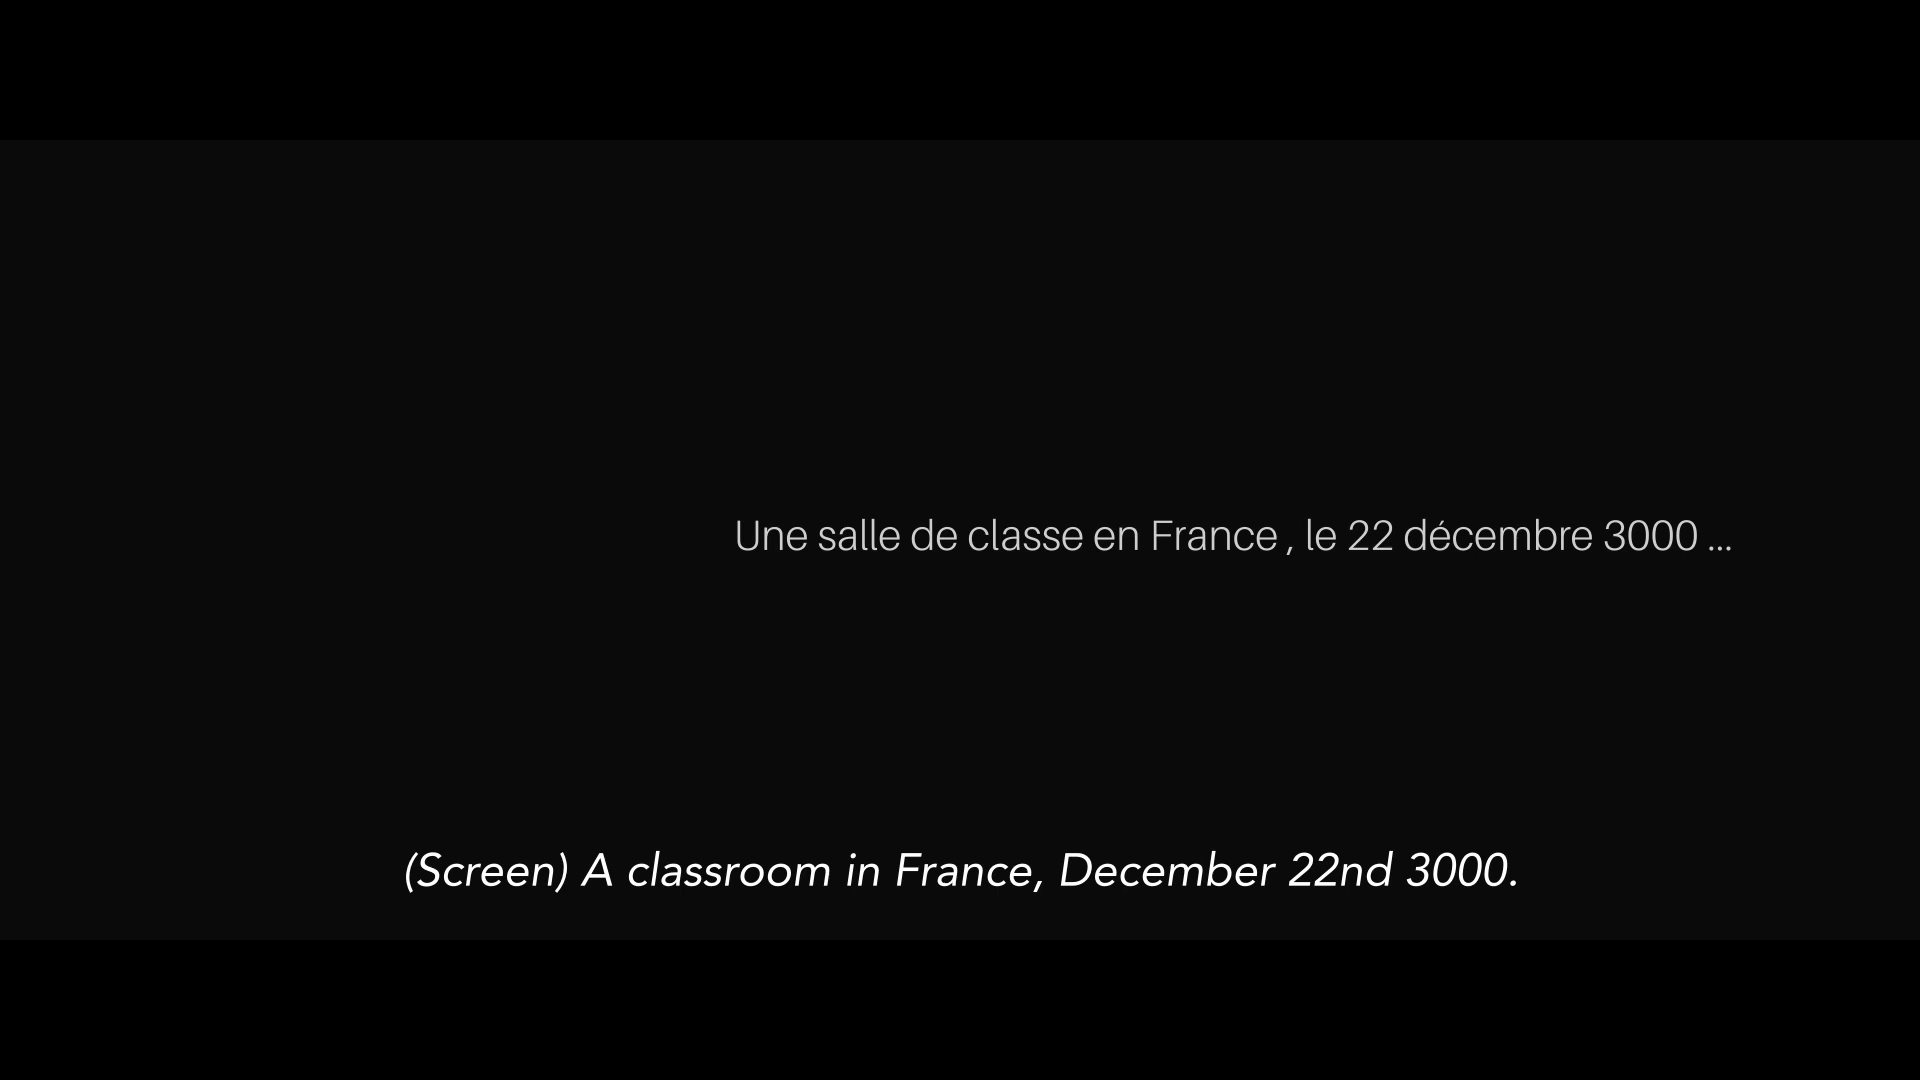 Une salle de classe en France , le 22 décembre 3000 ...
(Screen) A classroom in France, December 22nd 3000.